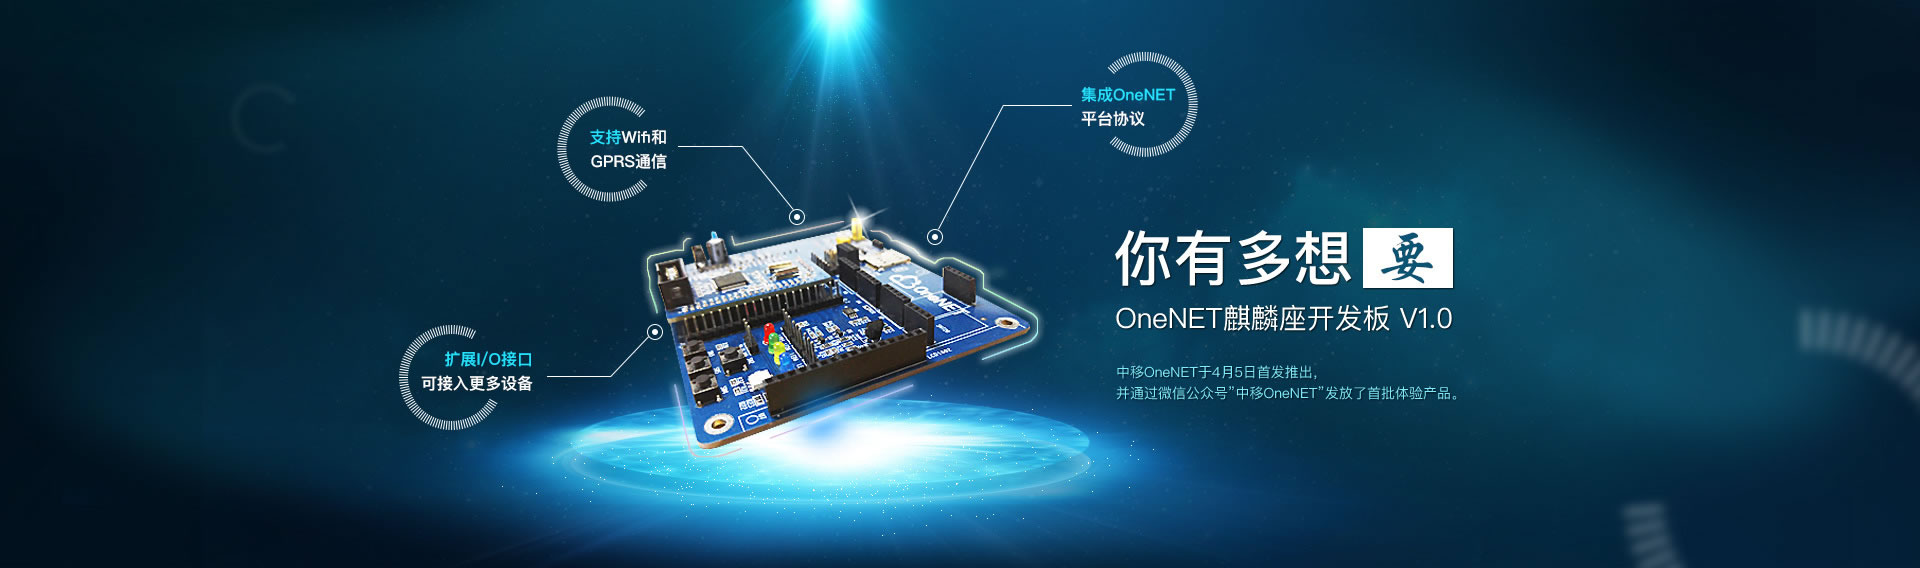 支持Wifi和
GPRS通信
集成OneNET
平台协议
扩展I/O接口
可接入更多设备
你有多想要
OneNET麒麟座开发板 V1.0
中移OneNET于4月5日首发推出,
并通过微信公众号"中移OneNET"发放了首批体验产品。
OneNET
LCD1602